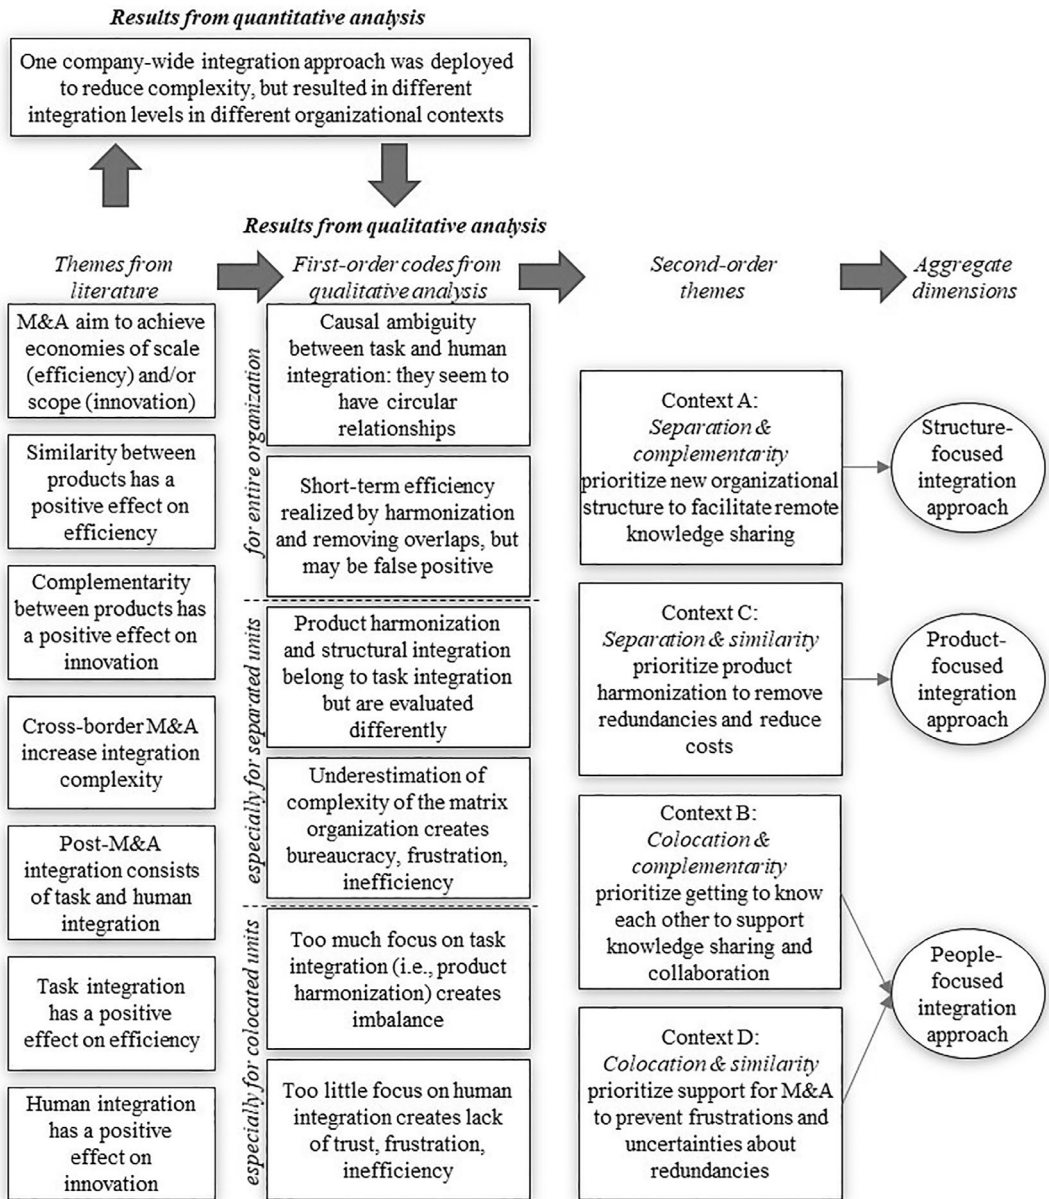 Results from quantitative analysis
One company-wide integration approach was deployed
to reduce complexity, but resulted in different
integration levels in different organizational contexts
Results from qualitative analysis
Themes from
literature
First-order codes from
qualitative analysis
Second-order
themes
Aggregate
dimensions
M&A aim to achieve
economies of scale
(efficiency) and/or
scope (innovation)
Similarity between
products has a
positive effect on
efficiency
Complementarity
between products has
a positive effect on
innovation
Cross-border M&A
increase integration
complexity
Post-M&A
integration consists
of task and human
integration
Task integration
has a positive
effect on efficiency
Human integration
has a positive
effect on
innovation
for entire organization
Causal ambiguity
between task and human
integration: they seem to
have circular
relationships
Short-term efficiency
realized by harmonization
and removing overlaps, but
may be false positive
especially for separated units
Product harmonization
and structural integration
belong to task integration
but are evaluated
differently
Underestimation of
complexity of the matrix
organization creates
bureaucracy, frustration,
inefficiency
especially for colocated units
Too much focus on task
integration (i.e., product
harmonization) creates
imbalance
Too little focus on human
integration creates lack
of trust, frustration,
inefficiency
Context A:
Separation &
complementarity
prioritize new organizational
structure to facilitate remote
knowledge sharing
Context C:
Separation & similarity
prioritize product
harmonization to remove
redundancies and reduce
costs
Context B:
Colocation &
complementarity
prioritize getting to know
each other to support
knowledge sharing and
collaboration
Context D:
Colocation & similarity
prioritize support for M&A
to prevent frustrations and
uncertainties about
redundancies
Structure-
focused
integration
approach
Product-
focused
integration
approach
People-
focused
integration
approach